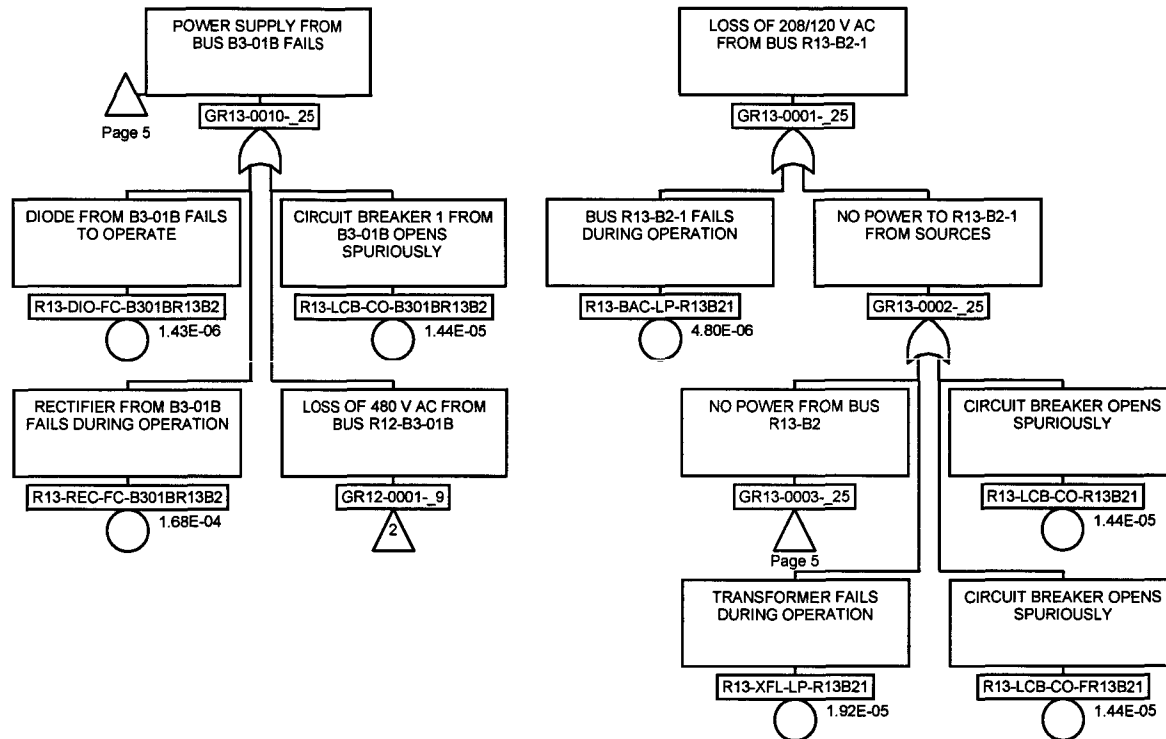 POWER SUPPLY FROM
BUS B3-01B FAILS
Page 5
GR13-0010-_25
DIODE FROM B3-01B FAILS
TO OPERATE
R13-DIO-FC-B301BR13B2
1.43E-06
CIRCUIT BREAKER 1 FROM
B3-01B OPENS
SPURIOUSLY
R13-LCB-CO-B301BR13B2
1.44E-05
RECTIFIER FROM B3-01B
FAILS DURING OPERATION
R13-REC-FC-B301BR13B2
1.68E-04
LOSS OF 480 V AC FROM
BUS R12-B3-01B
GR12-0001-_9
2
LOSS OF 208/120 V AC
FROM BUS R13-B2-1
GR13-0001-_25
BUS R13-B2-1 FAILS
DURING OPERATION
R13-BAC-LP-R13B21
4.80E-06
NO POWER TO R13-B2-1
FROM SOURCES
GR13-0002-_25
NO POWER FROM BUS
R13-B2
GR13-0003-_25
Page 5
CIRCUIT BREAKER OPENS
SPURIOUSLY
R13-LCB-CO-R13B21
1.44E-05
TRANSFORMER FAILS
DURING OPERATION
R13-XFL-LP-R13B21
1.92E-05
CIRCUIT BREAKER OPENS
SPURIOUSLY
R13-LCB-CO-FR13B21
1.44E-05